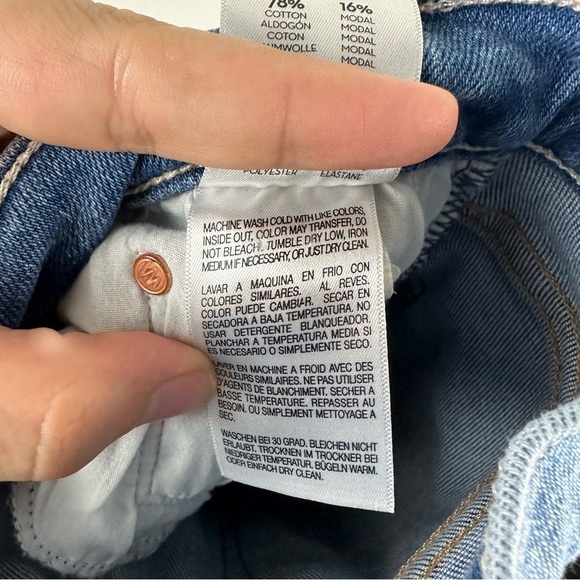 78% 16%
COTTON MODAL
ALGODÓN MODAL
COTON MODAL
MODAL
POLYESTER ELASTANE
MACHINE WASH COLD WITH LIKE COLORS,
INSIDE OUT, COLOR MAY TRANSFER, DO
NOT BLEACH. TUMBLE DRY LOW, IRON
MEDIUM IF NECESSARY, OR JUST DRY CLEAN.
LAVAR A MAQUINA EN FRIO CON
COLORES SIMILARES. AL REVES.
COLOR PUEDE CAMBIAR, SECAR EN
SECADORA A BAJA TEMPERATURA. NO
USAR DETERGENTE BLANQUEADOR.
PLANCHAR A TEMPERATURA MEDIA SI
ES NECESARIO O SIMPLEMENTE SECO.
LAVER EN MACHINE A FROID AVEC DES
COULEURS SIMILAIRES. NE PAS UTILISER
D'AGENTS DE BLANCHIMENT. SECHER A
BASSE TEMPERATURE. REPASSER AU
BESOIN. OU SIMPLEMENT METTOYAGE A
SEC.
WASCHEN BEI 30 GRAD. BLEICHEN NICHT
ERLAUBT. TROCKNEN IM TROCKNER BEI
NIEDRIGER TEMPERATUR. BÜGELN WARM.
ODER EINFACH DRY CLEAN.